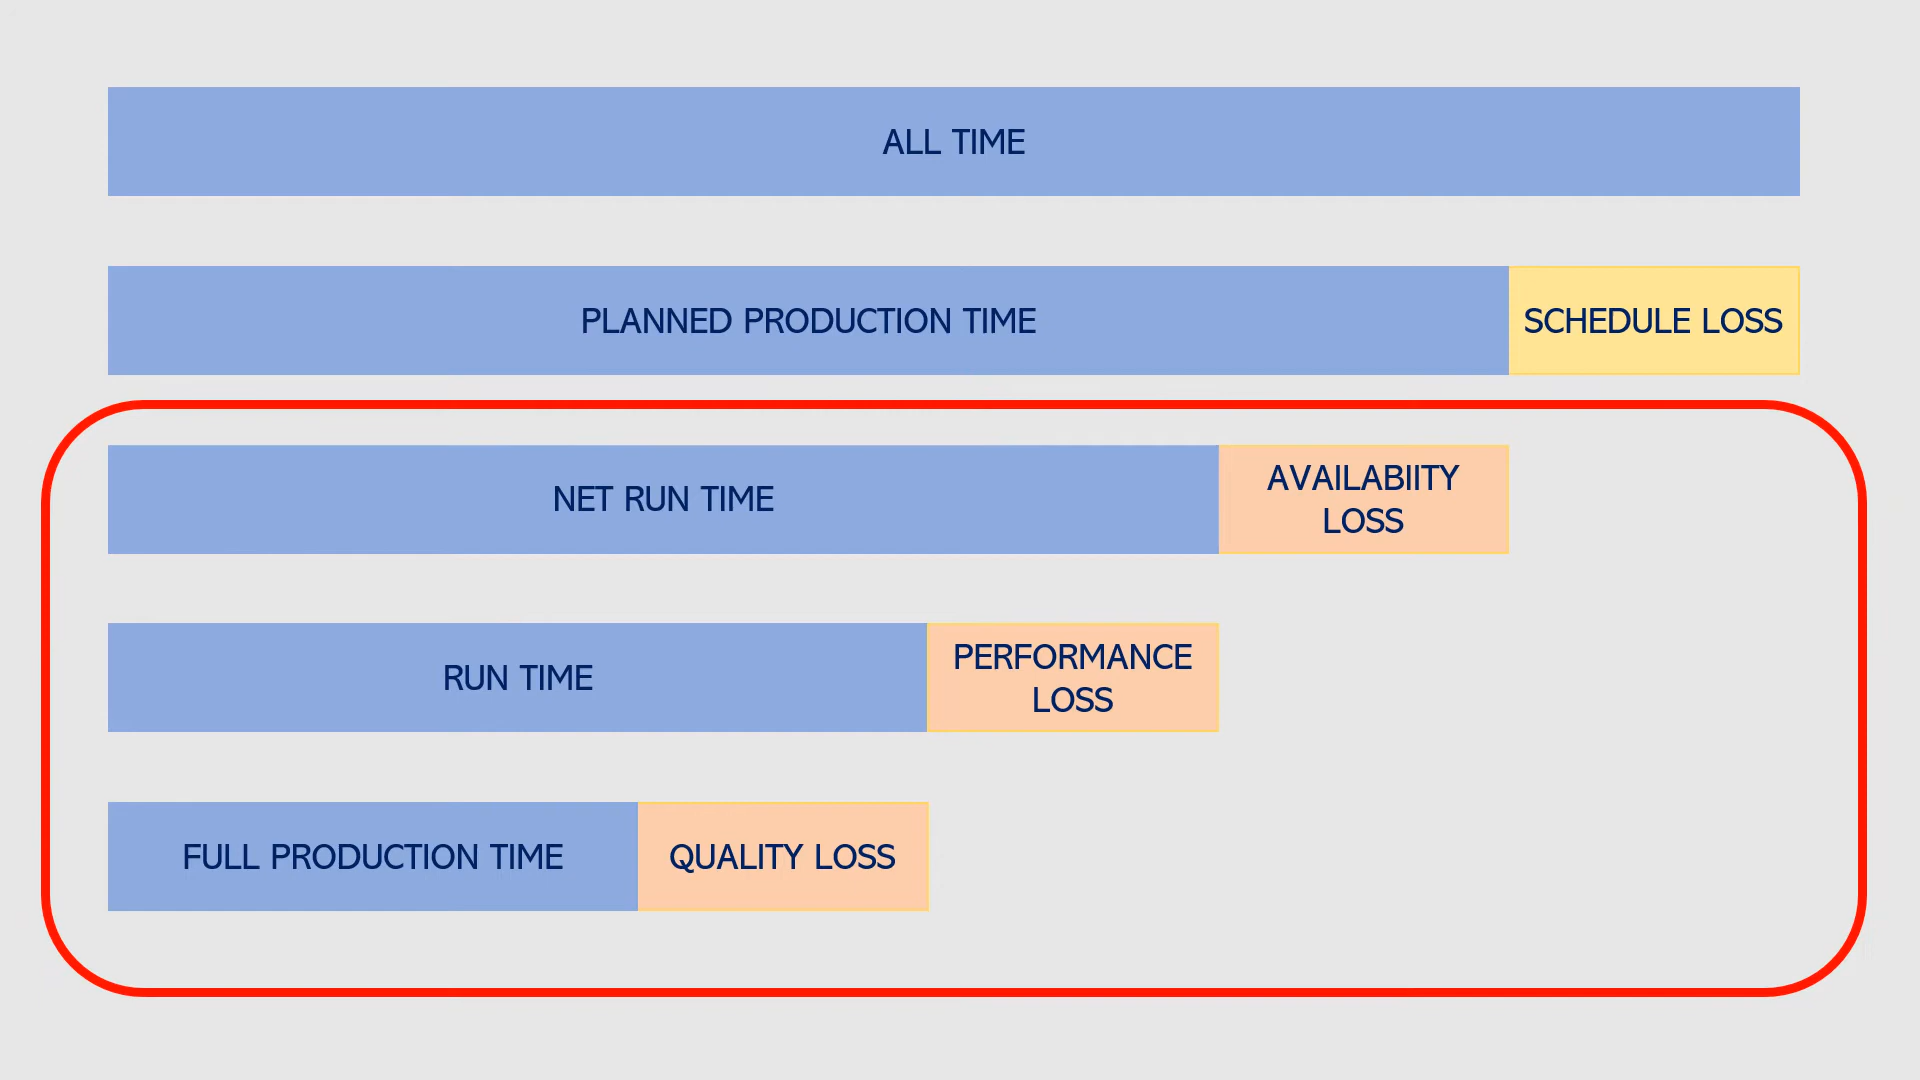 ALL TIME
PLANNED PRODUCTION TIME
SCHEDULE LOSS
NET RUN TIME
AVAILABIITY
LOSS
RUN TIME
PERFORMANCE
LOSS
FULL PRODUCTION TIME
QUALITY LOSS